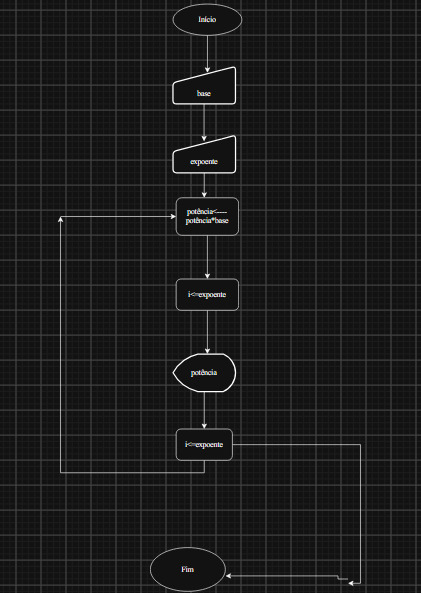 Início
base
expoente
potência<-----
potência*base
i<=expoente
potência
i<=expoente
Fim